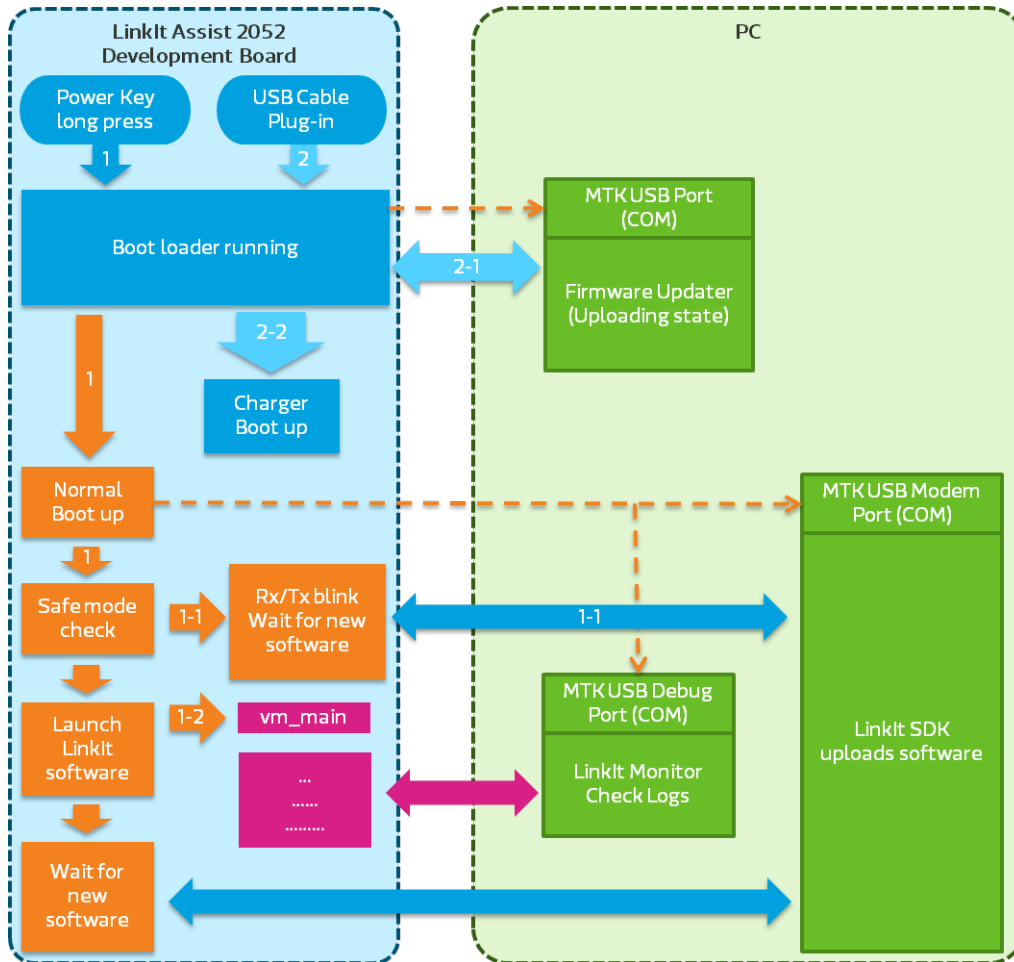 LinkIt Assist 2052
Development Board
PC
Power Key
long press
USB Cable
Plug-in
1
2
Boot loader running
MTK USB Port
(COM)
2-1
Firmware Updater
(Uploading state)
1
2-2
Charger
Boot up
Normal
Boot up
MTK USB Modem
Port (COM)
1
Safe mode
check
1-1
Rx/Tx blink
Wait for new
software
1-1
MTK USB Debug
Port (COM)
Launch
LinkIt
software
1-2
vm_main
LinkIt SDK
uploads software
...
......
.........
LinkIt Monitor
Check Logs
Wait for
new
software